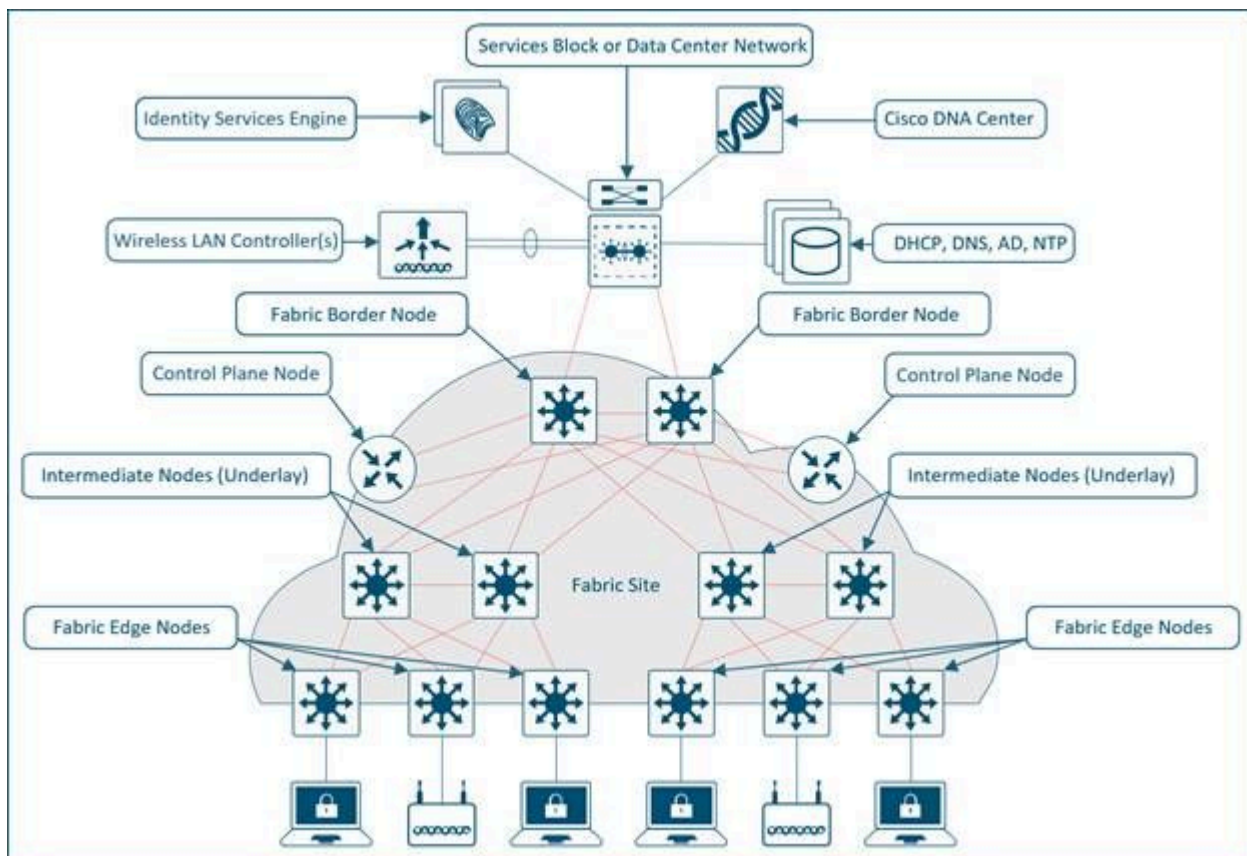 Services Block or Data Center Network
Identity Services Engine
Cisco DNA Center
Wireless LAN Controller(s)
DHCP, DNS, AD, NTP
Fabric Border Node
Fabric Border Node
Control Plane Node
Control Plane Node
Intermediate Nodes (Underlay)
Intermediate Nodes (Underlay)
Fabric Site
Fabric Edge Nodes
Fabric Edge Nodes